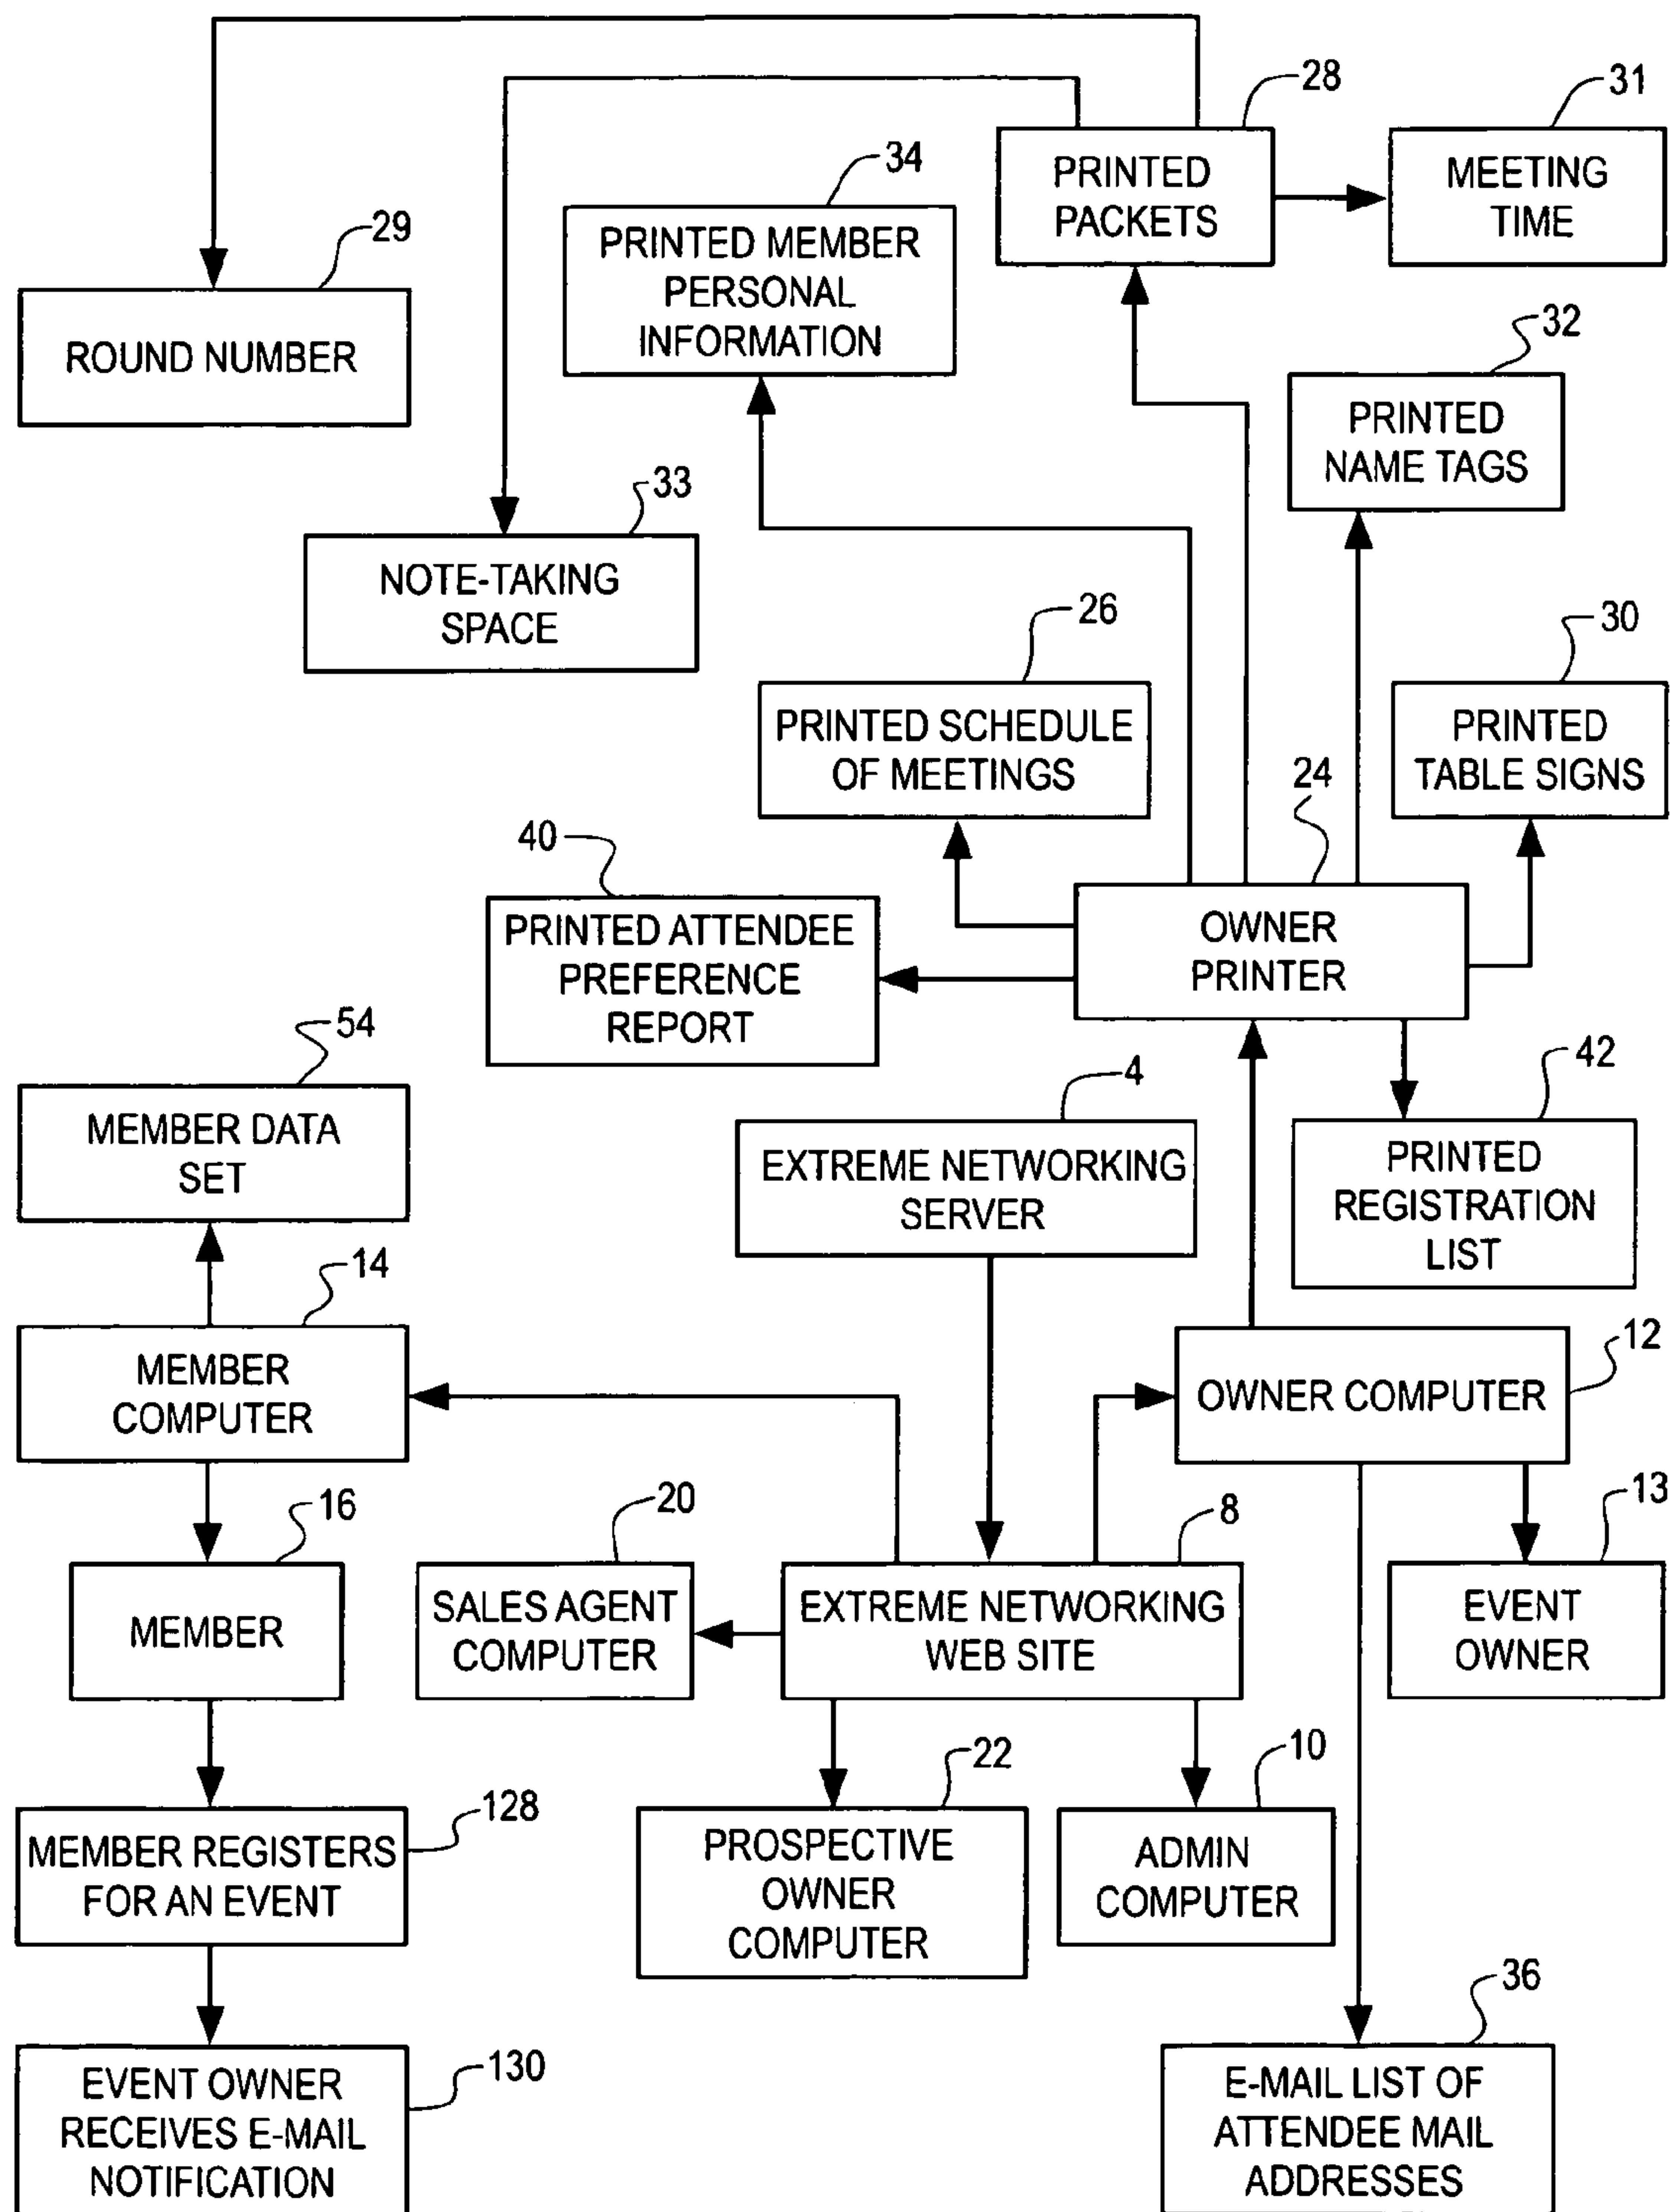 28
31
PRINTED
PACKETS
MEETING
TIME
34
PRINTED MEMBER
PERSONAL
INFORMATION
29
ROUND NUMBER
32
PRINTED
NAME TAGS
33
NOTE-TAKING
SPACE
26
PRINTED SCHEDULE
OF MEETINGS
30
PRINTED
TABLE SIGNS
24
OWNER
PRINTER
40
PRINTED ATTENDEE
PREFERENCE
REPORT
54
MEMBER DATA
SET
4
EXTREME NETWORKING
SERVER
42
PRINTED
REGISTRATION
LIST
14
MEMBER
COMPUTER
12
OWNER COMPUTER
16
MEMBER
20
SALES AGENT
COMPUTER
8
EXTREME NETWORKING
WEB SITE
13
EVENT
OWNER
128
MEMBER REGISTERS
FOR AN EVENT
22
PROSPECTIVE
OWNER
COMPUTER
10
ADMIN
COMPUTER
130
EVENT OWNER
RECEIVES E-MAIL
NOTIFICATION
36
E-MAIL LIST OF
ATTENDEE MAIL
ADDRESSES